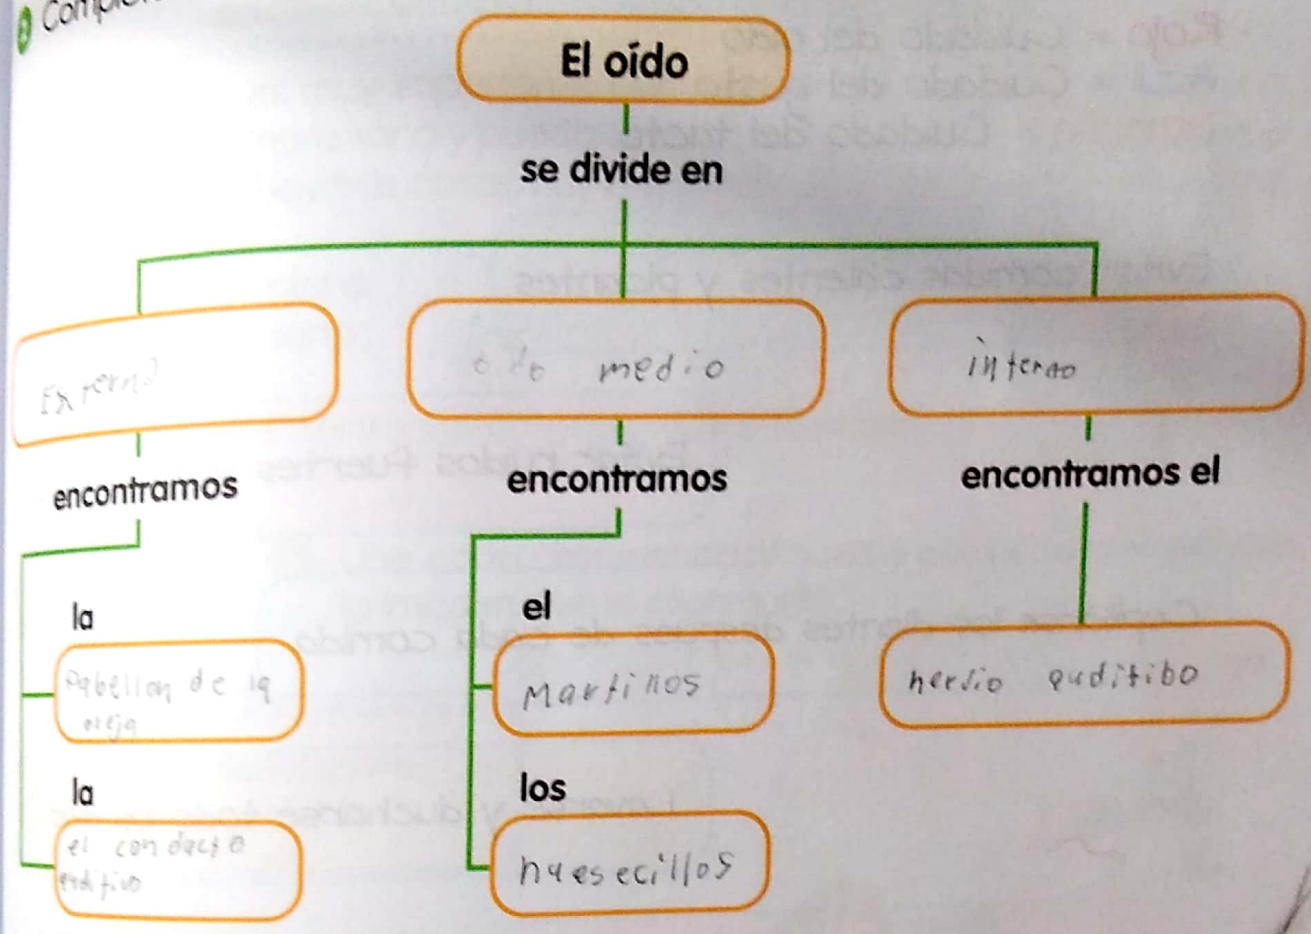 El oído
se divide en
Externo
oido medio
interno
encontramos
encontramos
encontramos el
la
Pabellon de la
oreja
la
el conducto
auditivo
el
Martillos
los
huesecillos
nervio auditibo